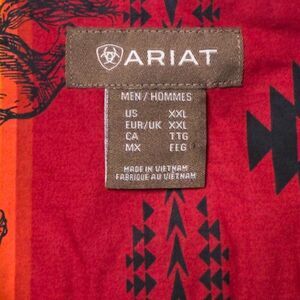 ARIAT
MEN / HOMMES
US XXL
EUR/UK XXL
CA TTG
MX EEG
MADE IN VIETNAM
FABRIQUÉ AU VIETNAM